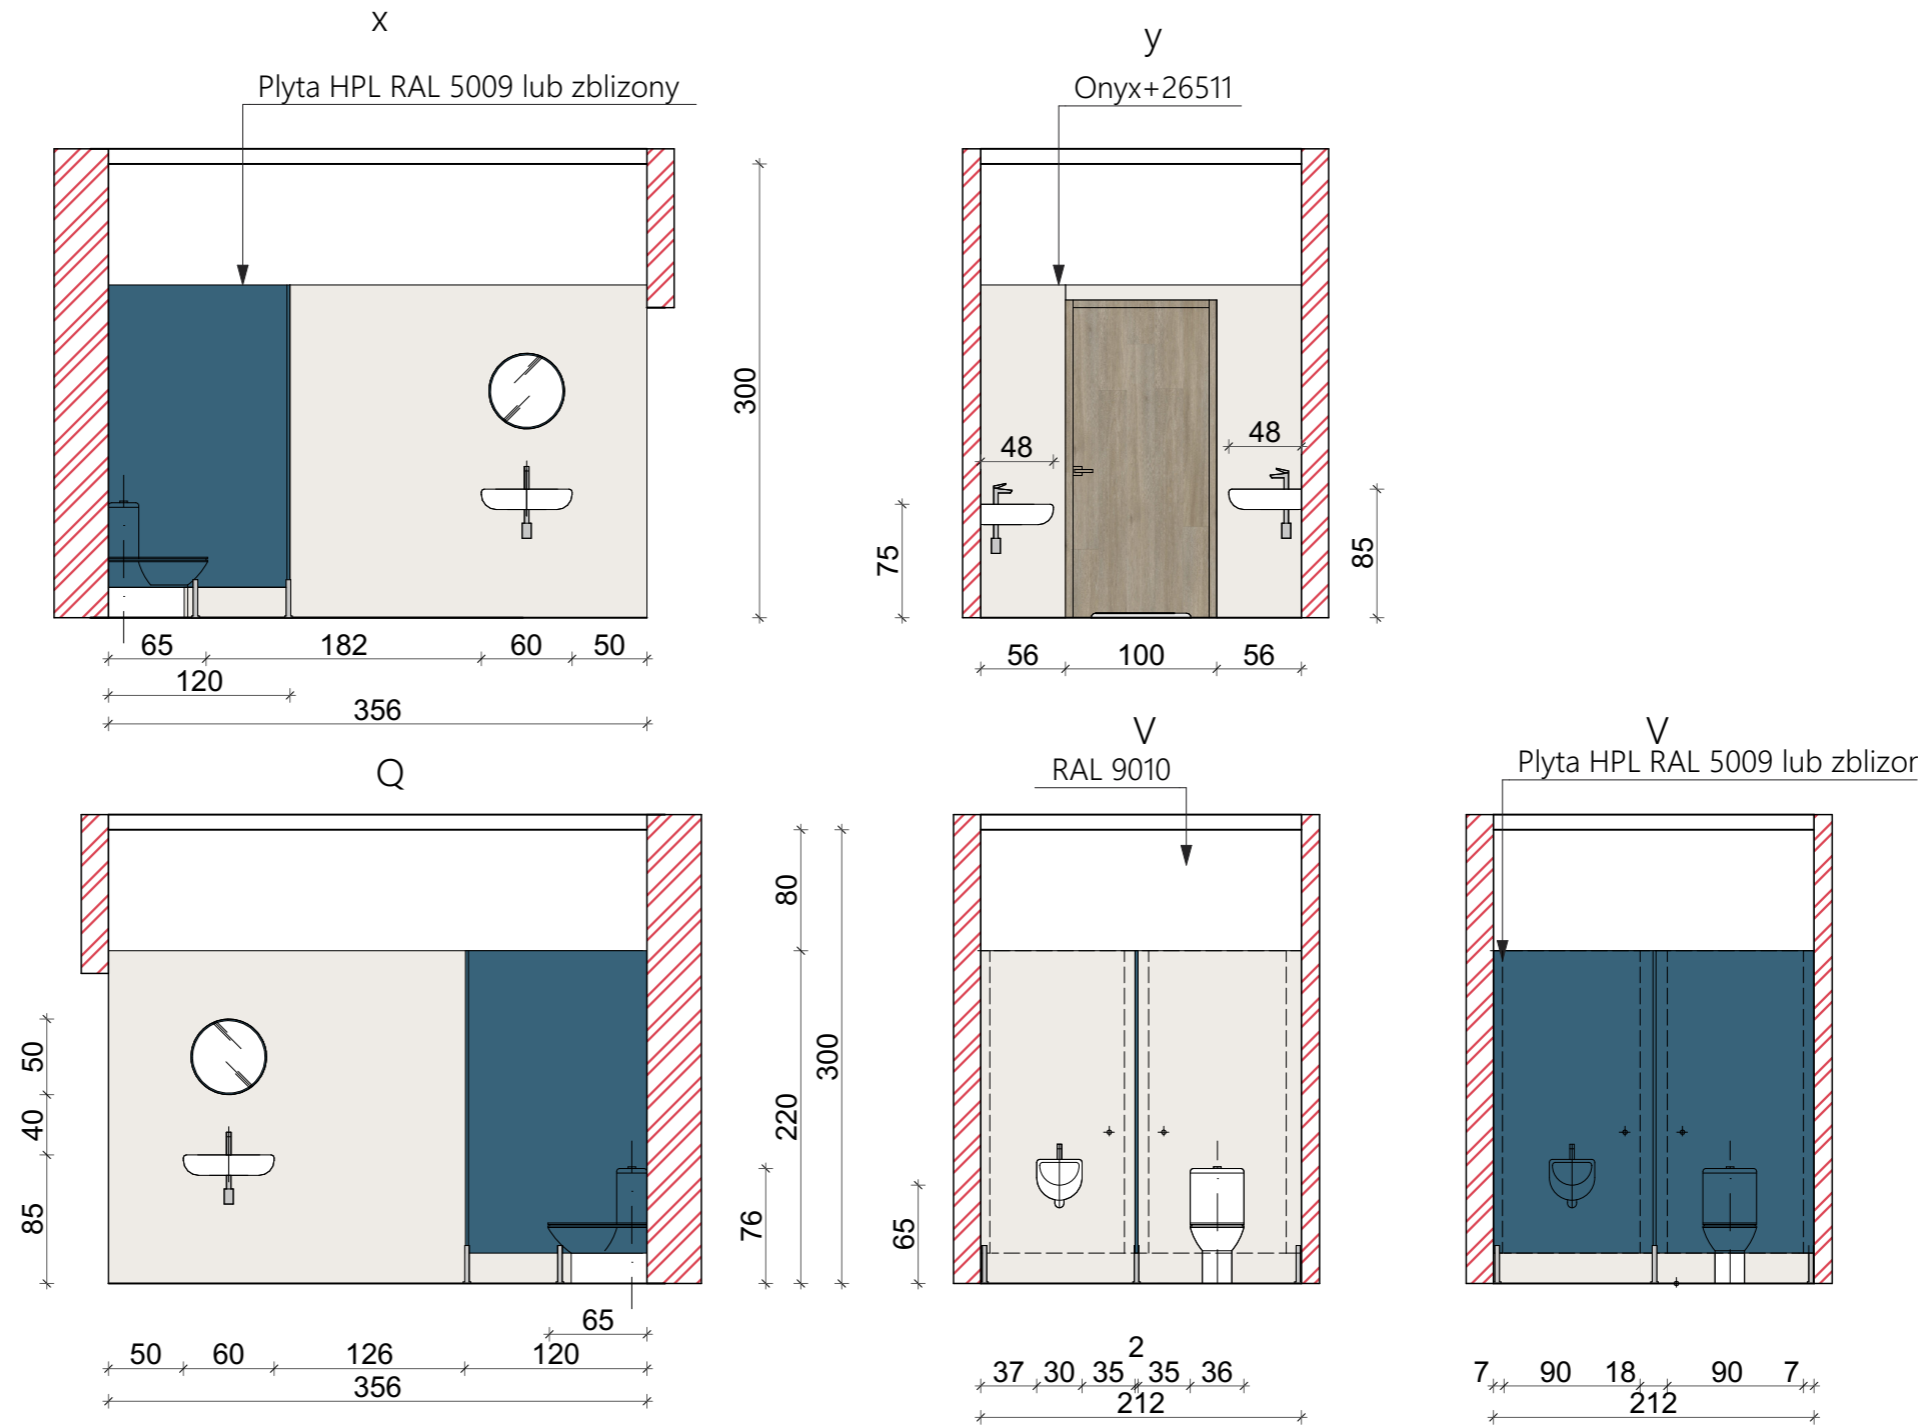 x
Plyta HPL RAL 5009 lub zblizony
300
65 182 60 50
120
356
y
Onyx+26511
48
48
75
85
56 100 56
Q
80
50
40
85
300
220
76
65
50 60 126 120
356
V
RAL 9010
65
2
37 30 35 35 36
212
V
Plyta HPL RAL 5009 lub zblizor
7 90 18 90 7
212